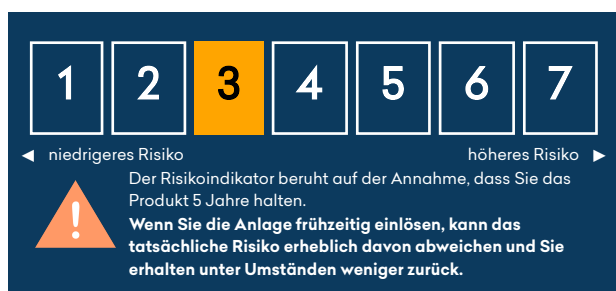 1 2 3 4 5 6 7
◄ niedrigeres Risiko höheres Risiko ►
Der Risikoindikator beruht auf der Annahme, dass Sie das
Produkt 5 Jahre halten.
Wenn Sie die Anlage frühzeitig einlösen, kann das
tatsächliche Risiko erheblich davon abweichen und Sie
erhalten unter Umständen weniger zurück.